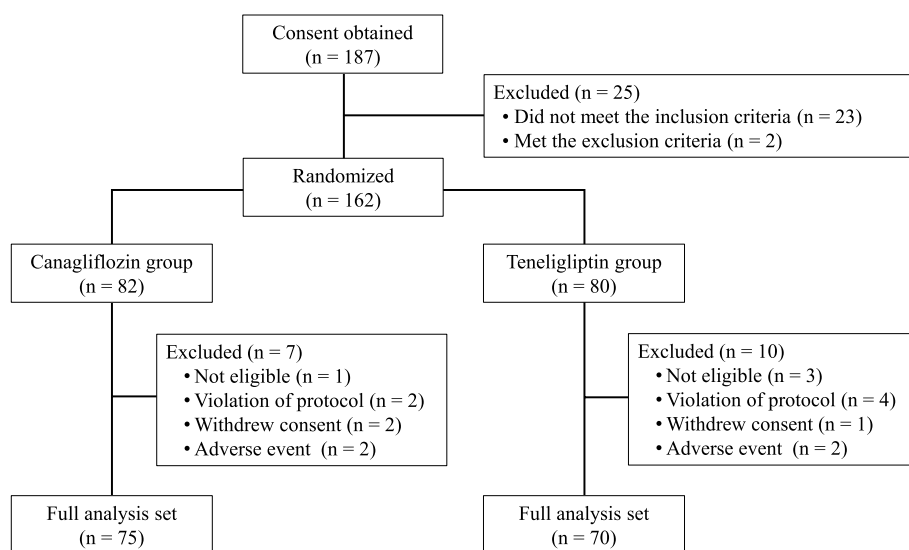 Consent obtained
(n = 187)
Excluded (n = 25)
• Did not meet the inclusion criteria (n = 23)
• Met the exclusion criteria (n = 2)
Randomized
(n = 162)
Canagliflozin group
(n = 82)
Teneligliptin group
(n = 80)
Excluded (n = 7)
• Not eligible (n = 1)
• Violation of protocol (n = 2)
• Withdrew consent (n = 2)
• Adverse event (n = 2)
Excluded (n = 10)
• Not eligible (n = 3)
• Violation of protocol (n = 4)
• Withdrew consent (n = 1)
• Adverse event (n = 2)
Full analysis set
(n = 75)
Full analysis set
(n = 70)